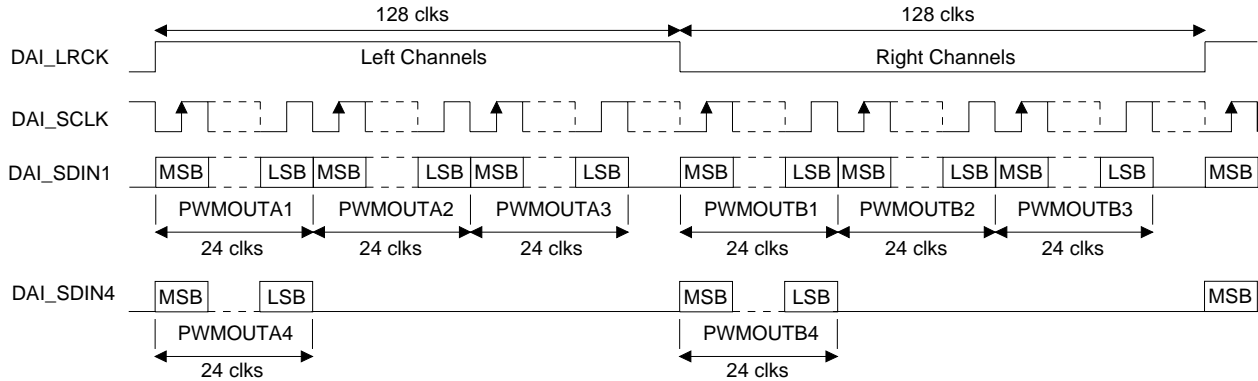 128 clks 128 clks
DAI_LRCK Left Channels Right Channels
DAI_SCLK
DAI_SDIN1 MSB LSB MSB LSB MSB LSB MSB LSB MSB LSB MSB LSB MSB
PWMOUTA1 PWMOUTA2 PWMOUTA3 PWMOUTB1 PWMOUTB2 PWMOUTB3
24 clks 24 clks 24 clks 24 clks 24 clks 24 clks
DAI_SDIN4 MSB LSB MSB LSB MSB
PWMOUTA4 PWMOUTB4
24 clks 24 clks